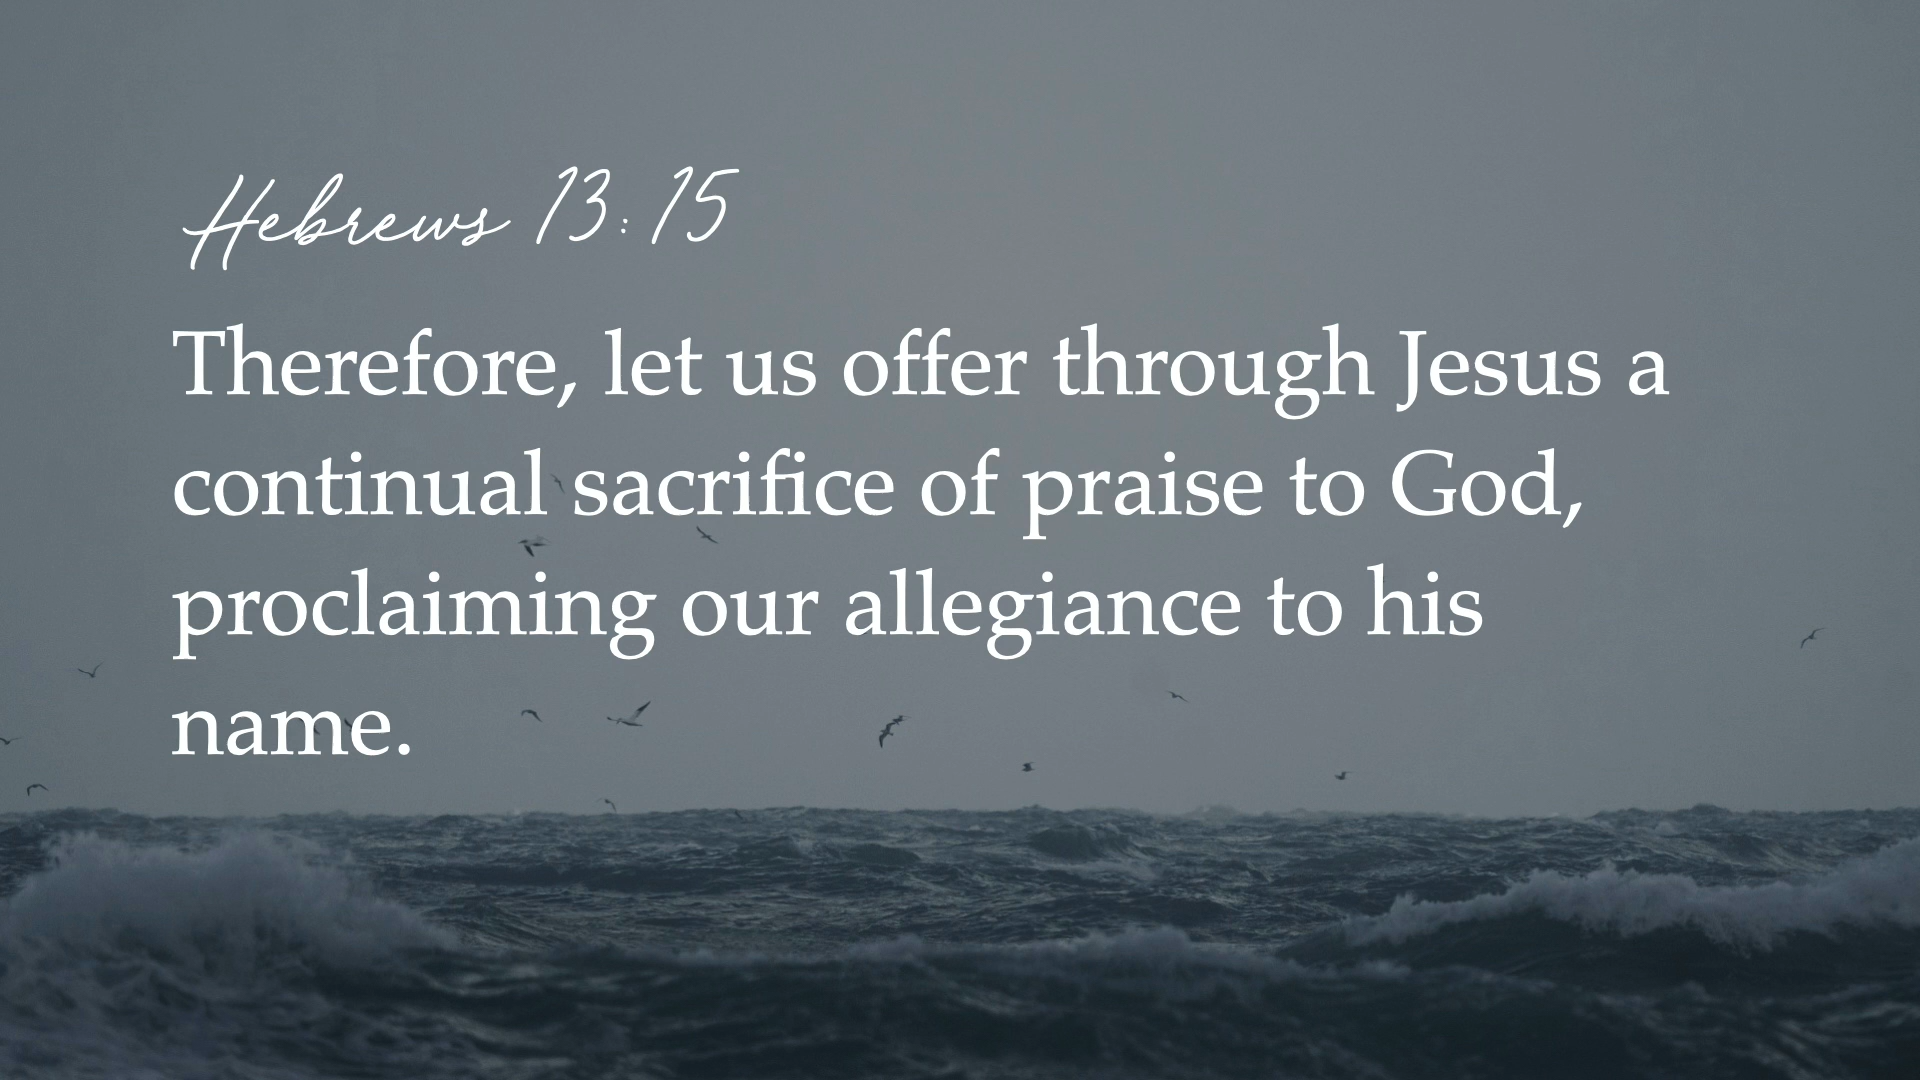 Hebrews 13:15
Therefore, let us offer through Jesus a
continual sacrifice of praise to God,
proclaiming our allegiance to his
name.